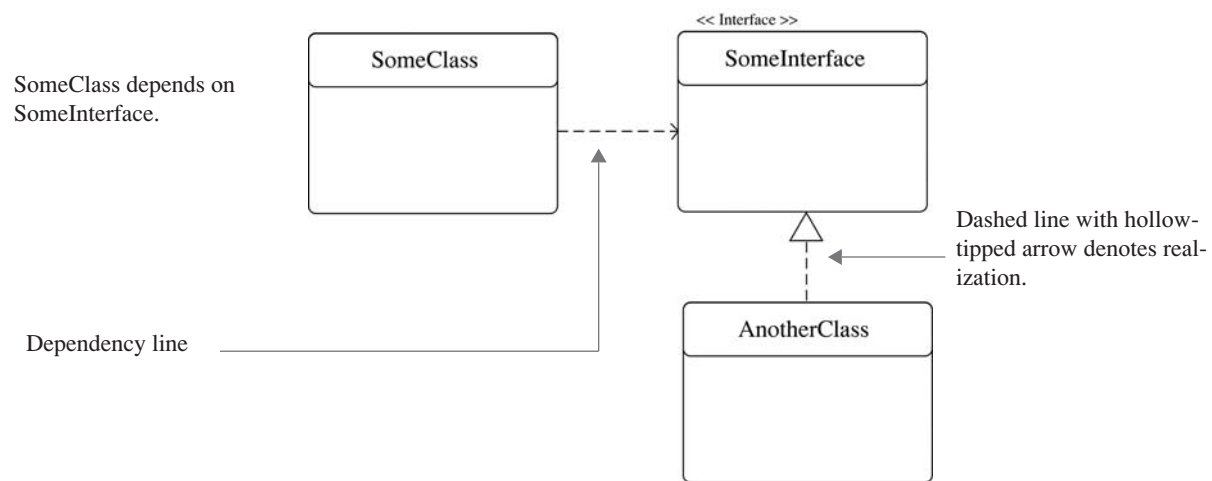 << Interface >>
SomeClass
SomeInterface
SomeClass depends on
SomeInterface.
Dashed line with hollow-
tipped arrow denotes real-
ization.
AnotherClass
Dependency line